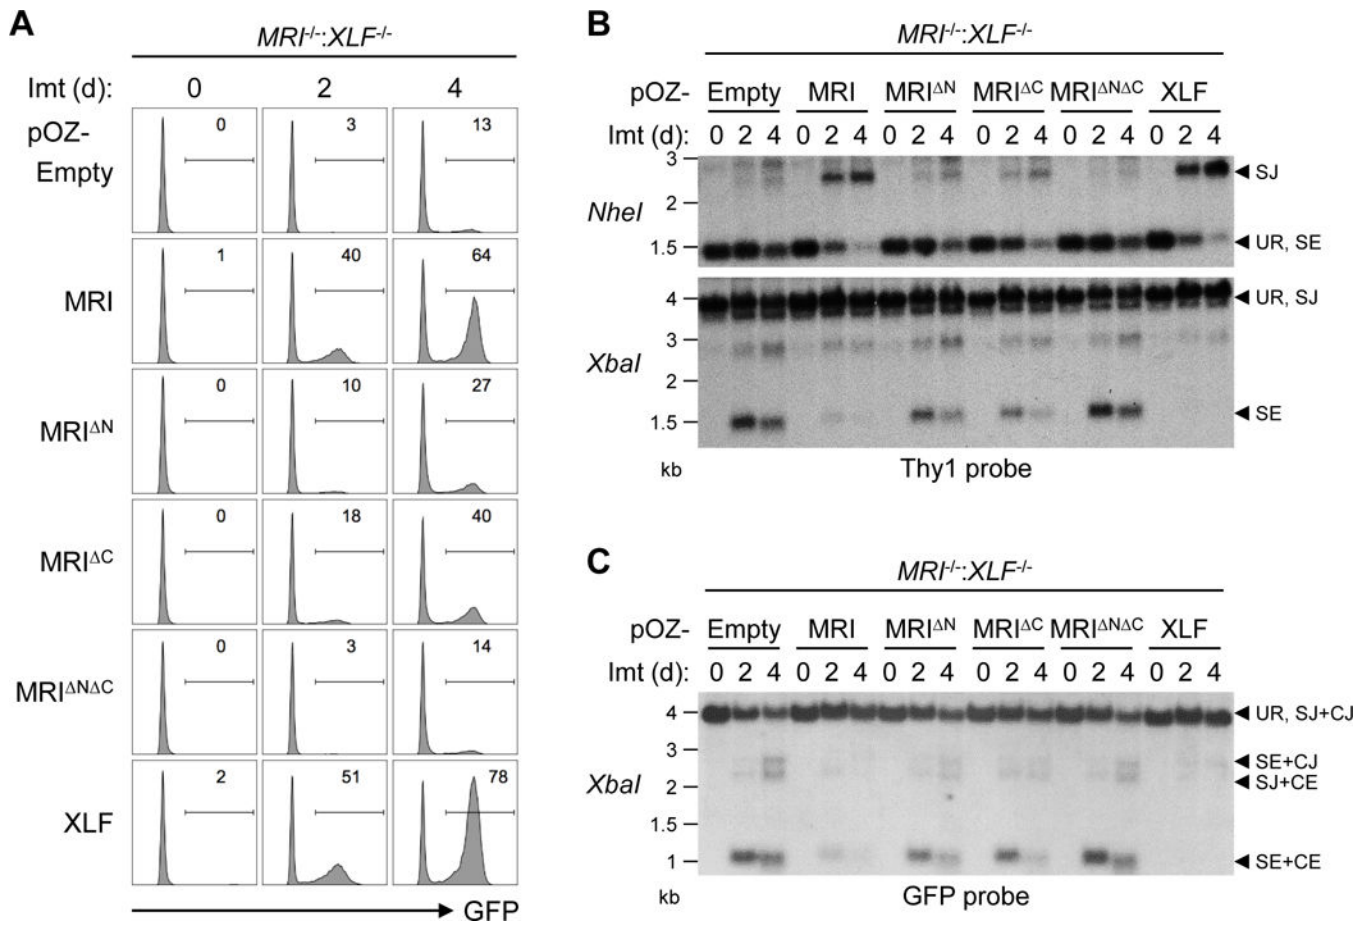 A
MRI-/-:XLF-/-
Imt (d): 0 2 4
pOZ-
Empty 0 3 13
MRI 1 40 64
MRIΔN 0 10 27
MRIΔC 0 18 40
MRIΔNΔC 0 3 14
XLF 2 51 78
GFP
B
MRI-/-:XLF-/-
pOZ- Empty MRI MRIΔN MRIΔC MRIΔNΔC XLF
Imt (d): 0 2 4 0 2 4 0 2 4 0 2 4 0 2 4 0 2 4
3
SJ
NheI
2
1.5
UR, SE
4
UR, SJ
3
XbaI
2
1.5
SE
kb
Thy1 probe
C
MRI-/-:XLF-/-
pOZ- Empty MRI MRIΔN MRIΔC MRIΔNΔC XLF
Imt (d): 0 2 4 0 2 4 0 2 4 0 2 4 0 2 4 0 2 4
4
UR, SJ+CJ
3
SE+CJ
XbaI
2
SJ+CE
1.5
1
SE+CE
kb
GFP probe